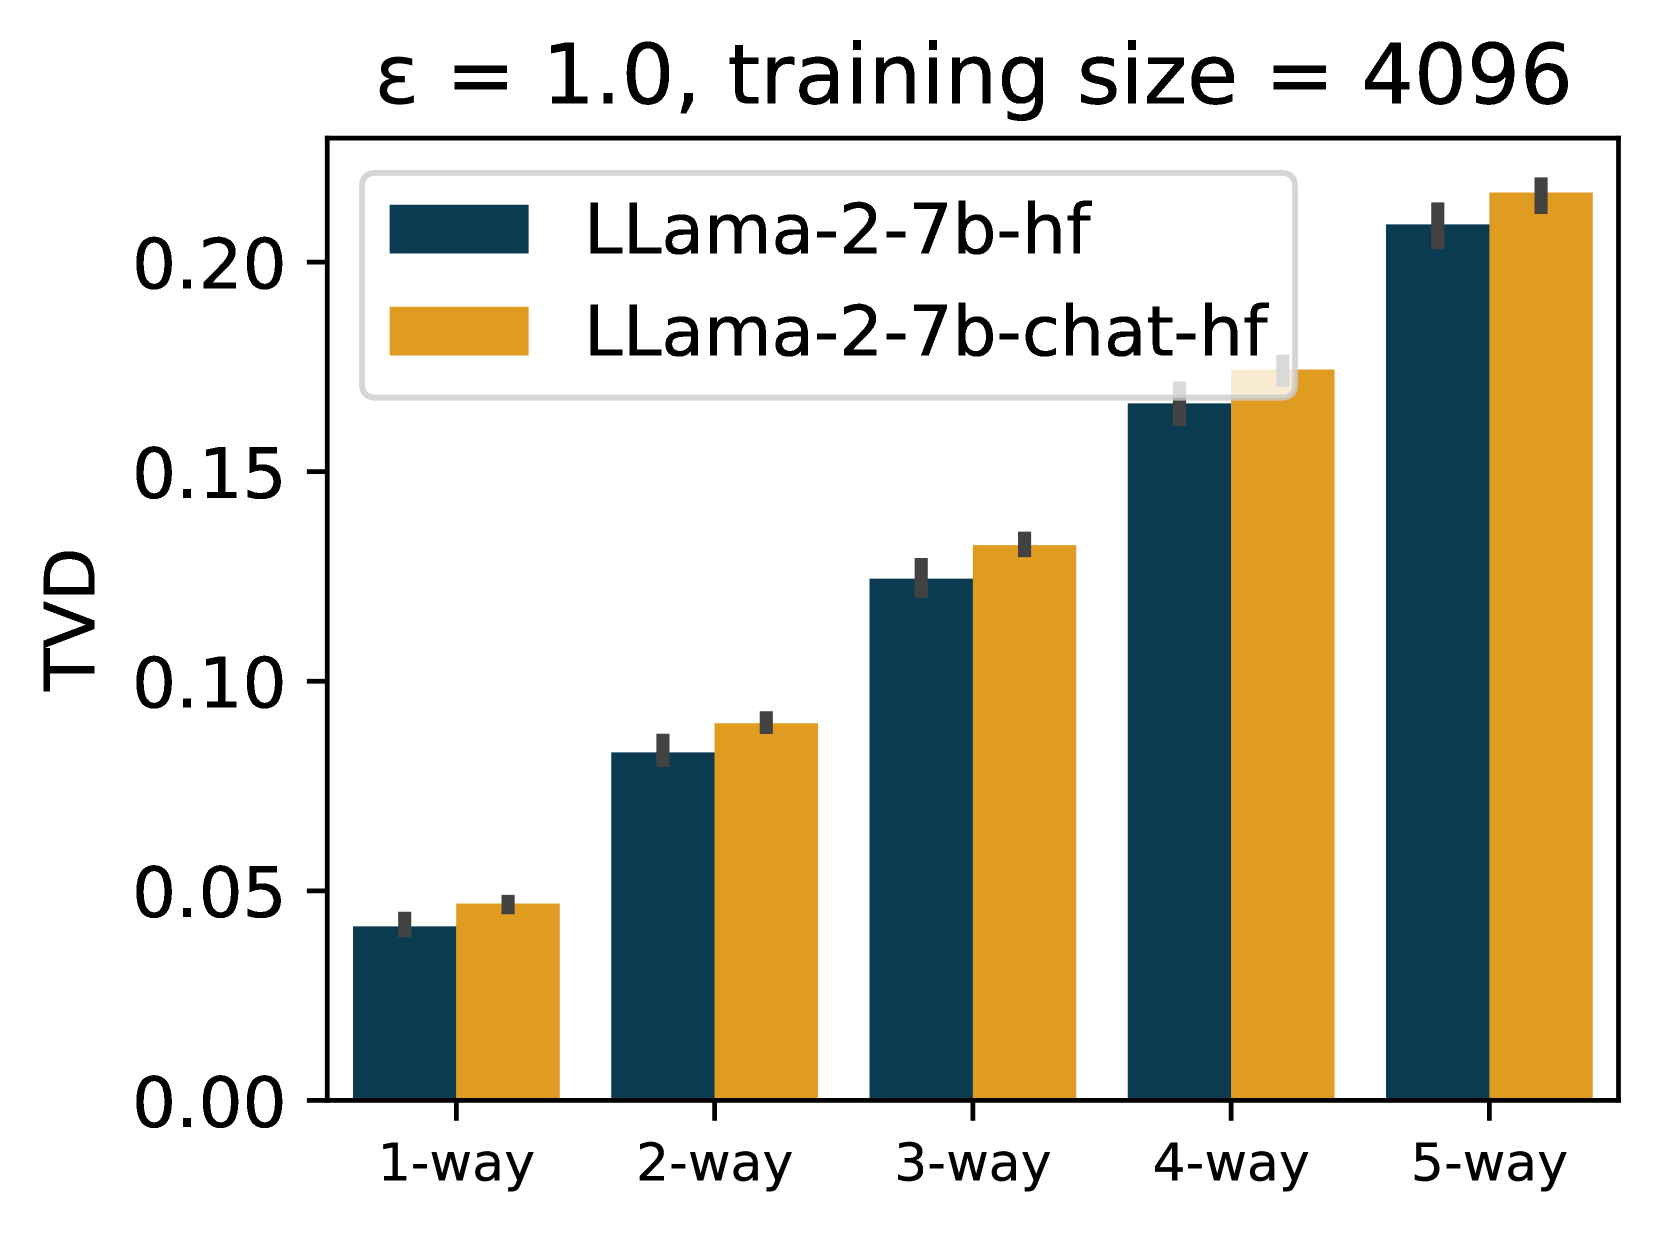 ε = 1.0, training size = 4096
LLama-2-7b-hf
LLama-2-7b-chat-hf
TVD
0.20
0.15
0.10
0.05
0.00
1-way 2-way 3-way 4-way 5-way